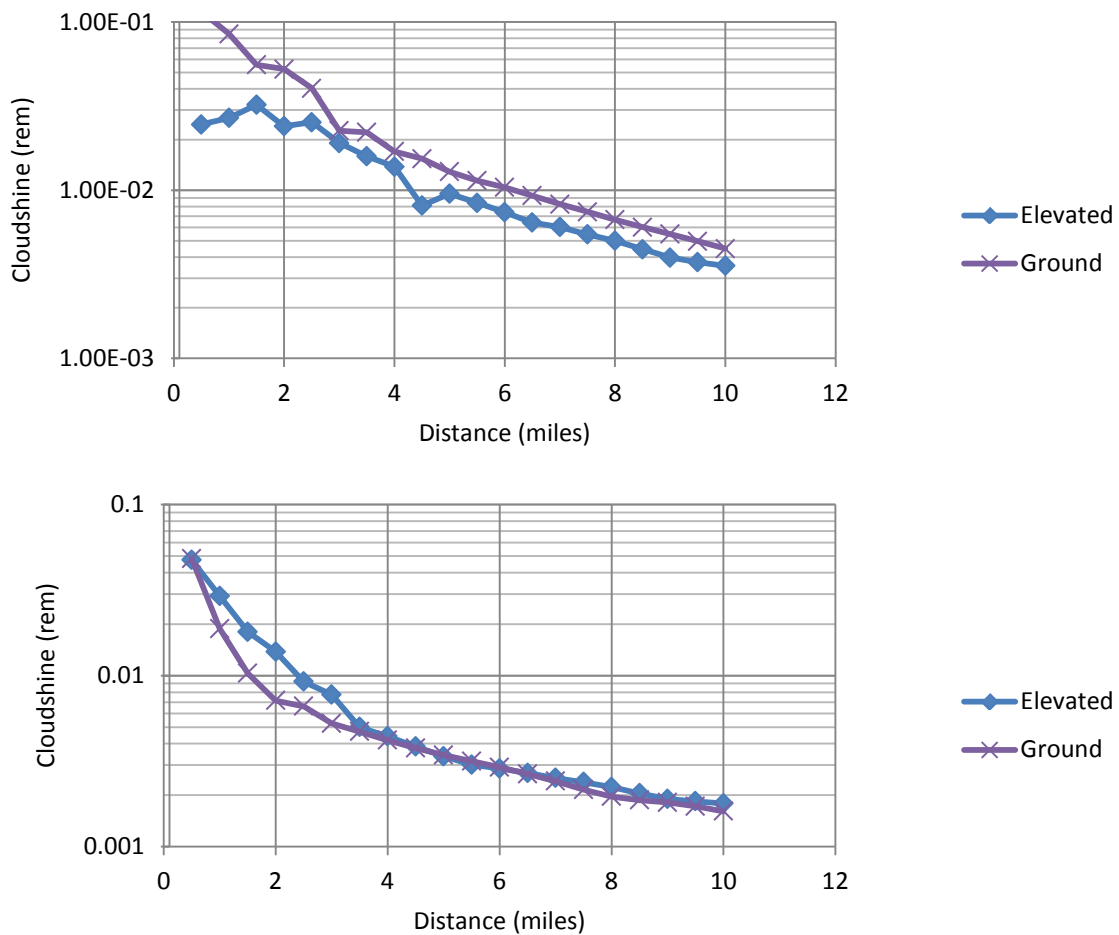 1.00E-01
1.00E-02
1.00E-03
Cloudshine (rem)
0 2 4 6 8 10 12
Distance (miles)
Elevated
Ground
0.1
0.01
0.001
Cloudshine (rem)
0 2 4 6 8 10 12
Distance (miles)
Elevated
Ground